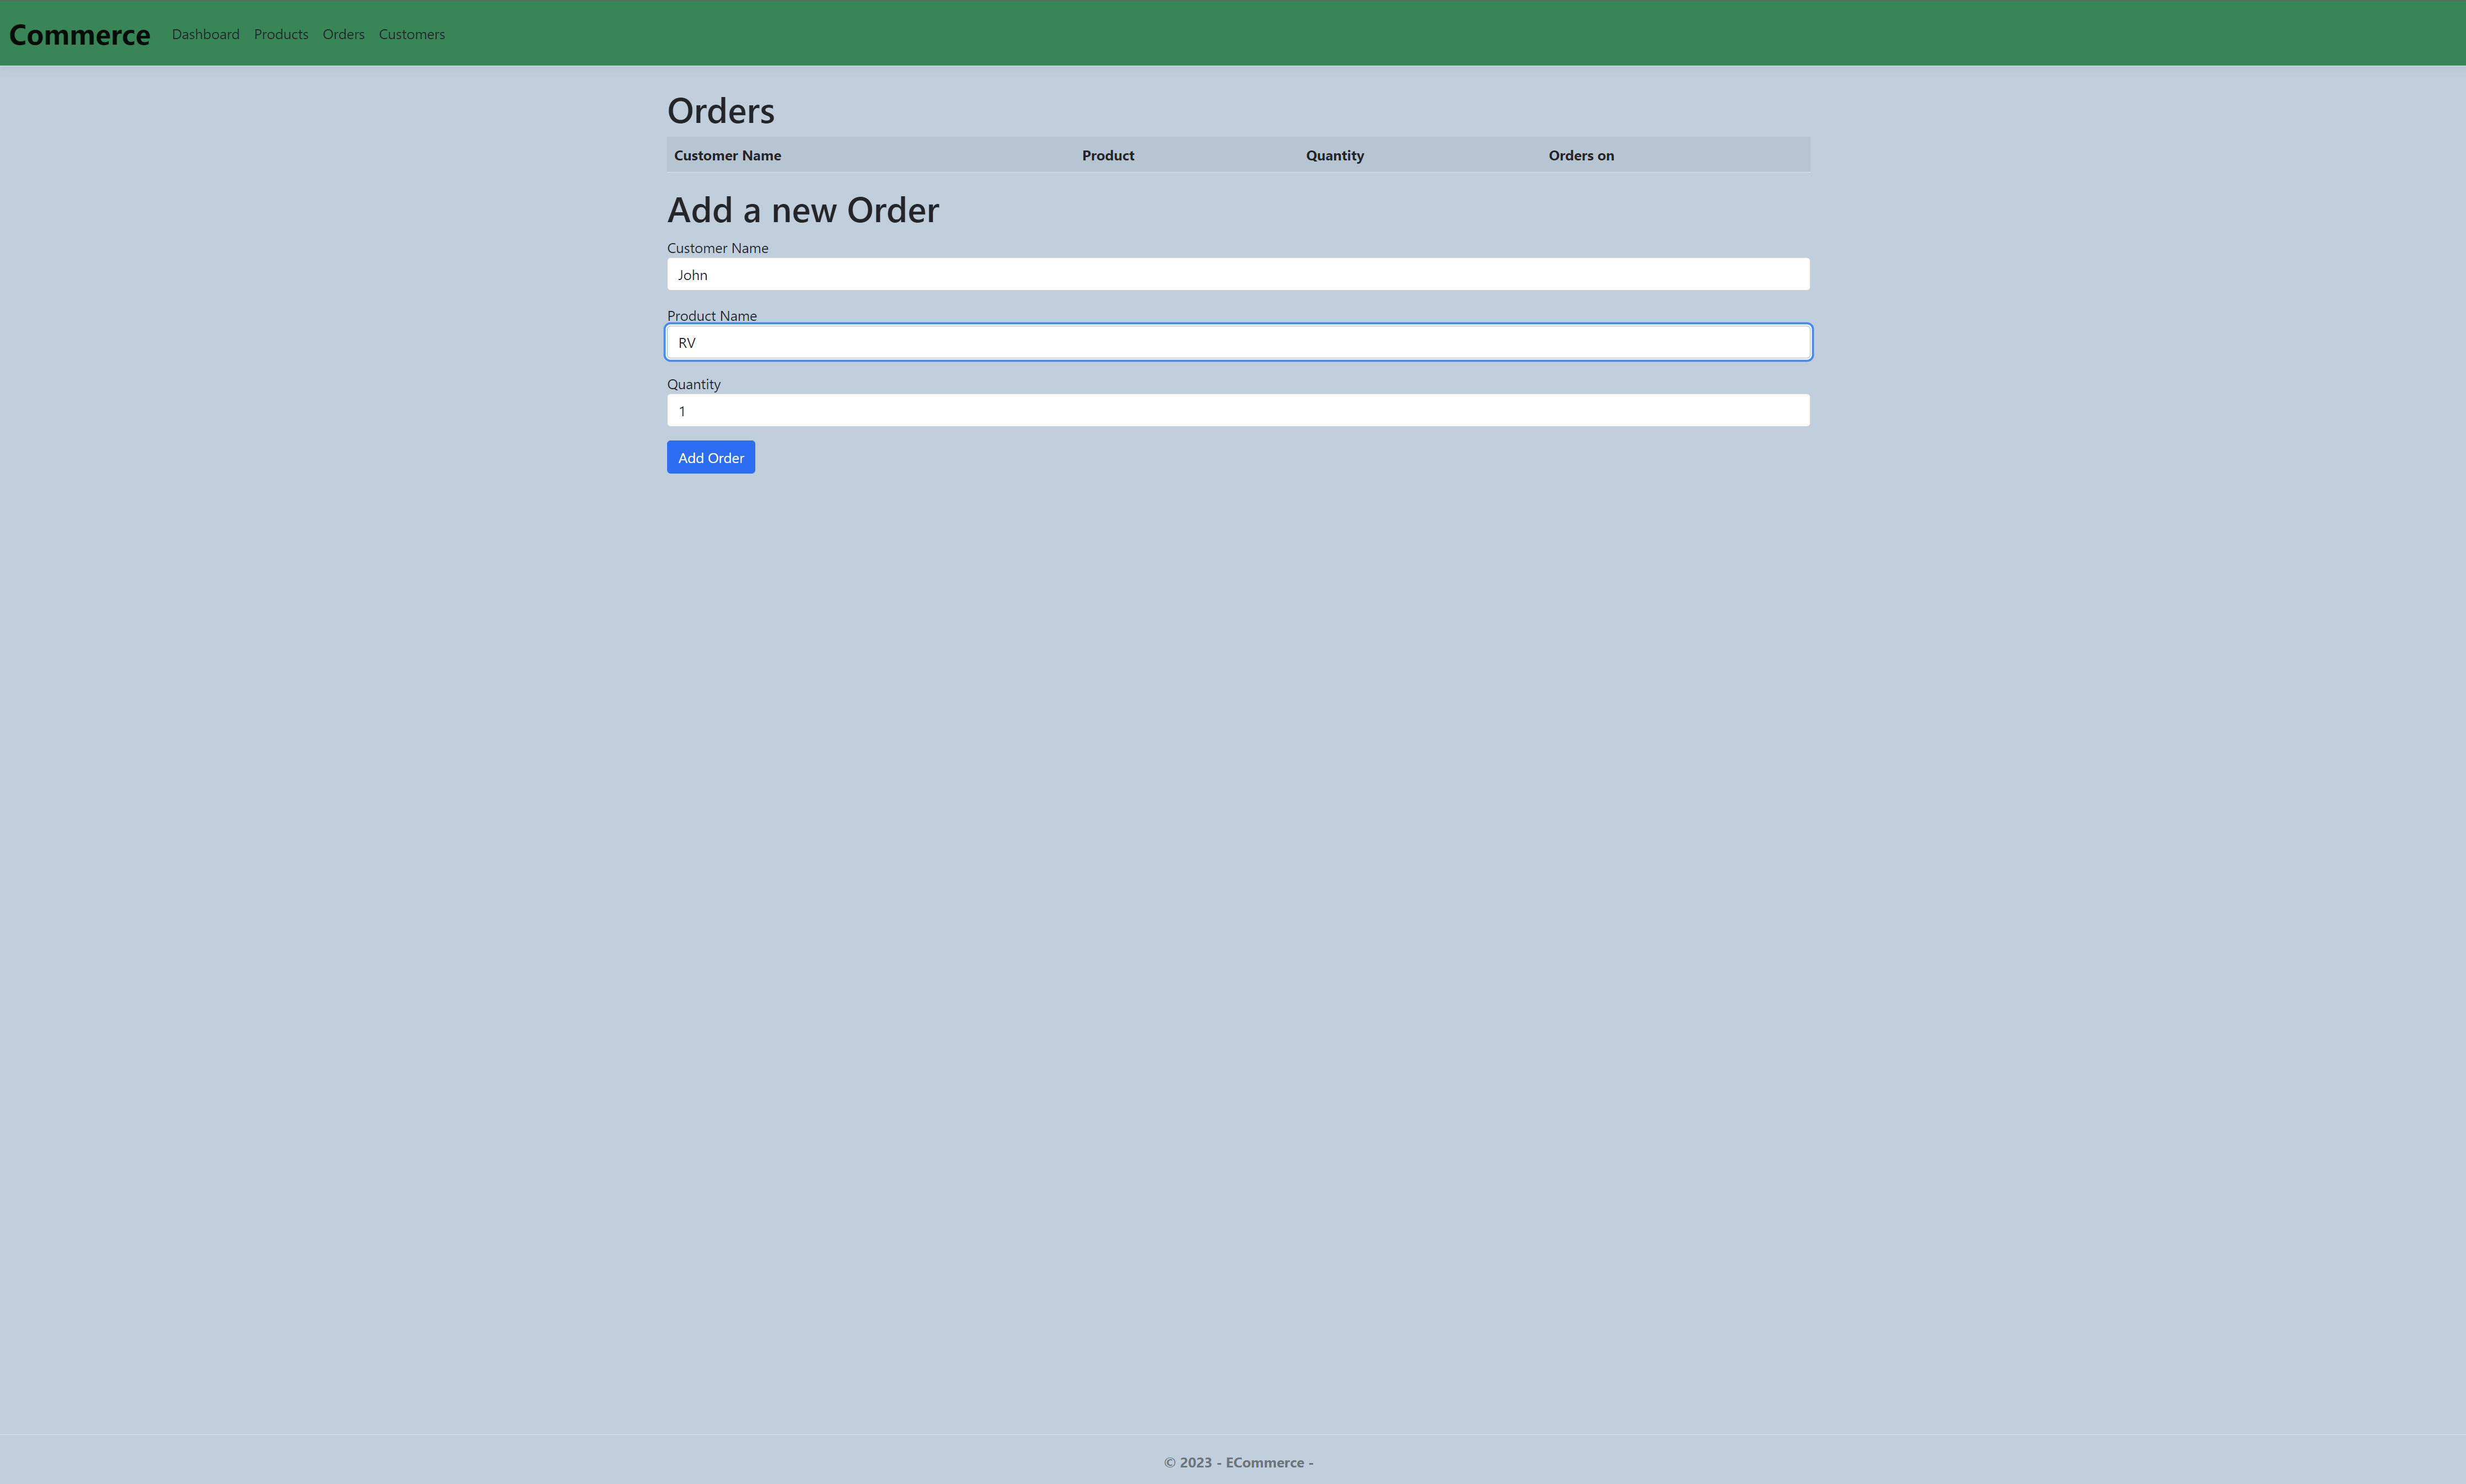 Commerce Dashboard Products Orders Customers
Orders
Customer Name Product Quantity Orders on
Add a new Order
Customer Name
John
Product Name
RV
Quantity
1
Add Order
© 2023 - ECommerce -